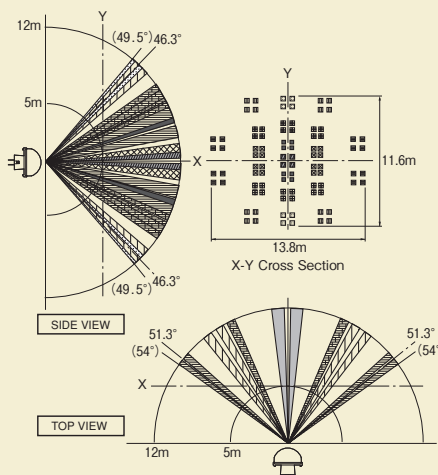 Y
12m
(49.5°)
46.3°
5m
X
46.3°
(49.5°)
SIDE VIEW
Y
X
11.6m
13.8m
X-Y Cross Section
51.3°
(54°)
51.3°
(54°
X
TOP VIEW
12m
5m